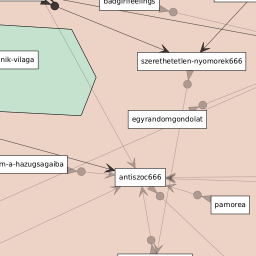 badgirlfeelings
nik-vilaga
szerethetetlen-nyomorek666
egyrandomgondolat
m-a-hazugsagaiba
antiszoc666
pamorea